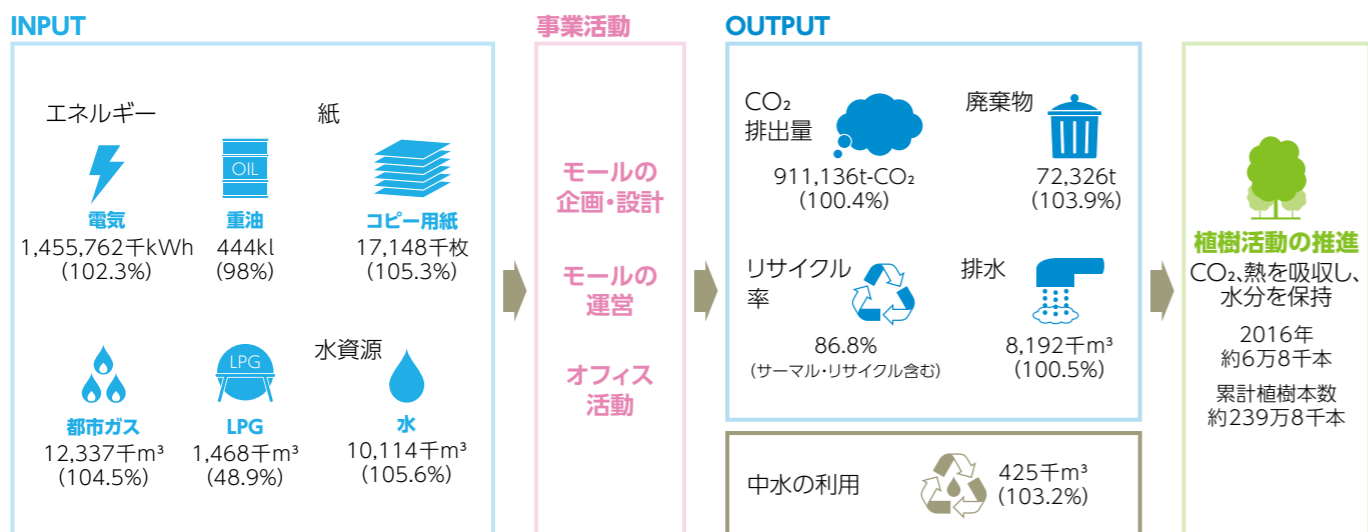 INPUT
エネルギー
紙
OIL
電気
1,455,762千kWh
(102.3%)
重油
444kl
(98%)
コピー用紙
17,148千枚
(105.3%)
水資源
LPG
都市ガス
12,337千m³
(104.5%)
LPG
1,468千m³
(48.9%)
水
10,114千m³
(105.6%)
事業活動
モールの
企画・設計
モールの
運営
オフィス
活動
OUTPUT
CO₂
排出量
911,136t-CO₂
(100.4%)
廃棄物
72,326t
(103.9%)
リサイクル
率
86.8%
(サーマル・リサイクル含む)
排水
8,192千m³
(100.5%)
中水の利用
425千m³
(103.2%)
植樹活動の推進
CO₂、熱を吸収し、
水分を保持
2016年
約6万8千本
累計植樹本数
約239万8千本